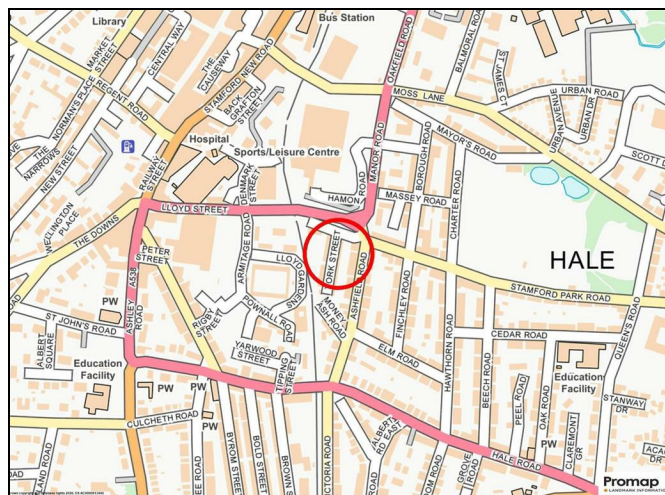 Library
Bus Station
MARKET STREET
CENTRAL WAY
THE CAUSEWAY
STAMFORD NEW ROAD
BACK GRAFTON STREET
OAKFIELD ROAD
BALMORAL ROAD
ST JAMES CT
URBAN ROAD
URBAN AVENUE
URBAN DR
MOSS LANE
NORMAN'S PLACE
REGENT ROAD
THE NARROWS
NEW STREET
Hospital
Sports/Leisure Centre
MANOR ROAD
BOROUGH ROAD
MAYOR'S ROAD
SCOTT D
RAILWAY STREET
DENMARK STREET
HAMON ROAD
MASSEY ROAD
CHARTER ROAD
WELLINGTON PLACE
THE DOWNS
LLOYD STREET
PETER STREET
ARMITAGE ROAD
LLOYD GARDENS
YORK STREET
ASHFIELD ROAD
HALE
STAMFORD PARK ROAD
QUEEN'S ROAD
PW
ASHLEY ROAD
A538
ST JOHN'S ROAD
ALBERT SQUARE
RIGBY STREET
POWNALL ROAD
MONEY ASH ROAD
FINCHLEY ROAD
HAWTHORN ROAD
CEDAR ROAD
YARWOOD STREET
TIPPING STREET
ELM ROAD
BEECH ROAD
Education Facility
PW
PW
Education Facility
PEEL ROAD
OAK ROAD
CLAREMONT GR
STANWAY DR
CULCHETH ROAD
BYROM STREET
BOLD STREET
BROWN S
VICTORIA ROAD
ALBERT RD EAST
HALE ROAD
GROVE
PW
PW
ACAC
Promap
LANDMARK INFORMATION